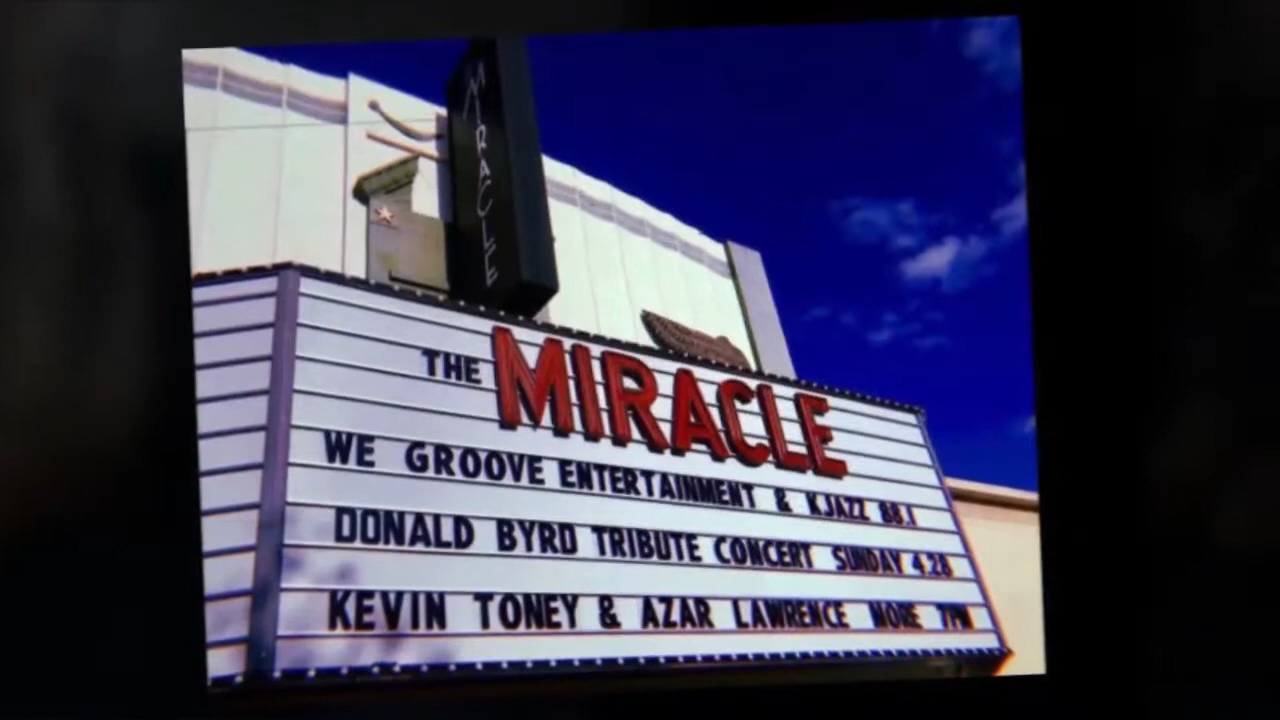 MIRACLE
THE MIRACLE
WE GROOVE ENTERTAINMENT & KJAZZ 88.1
DONALD BYRD TRIBUTE CONCERT SUNDAY 4.28
KEVIN TONEY & AZAR LAWRENCE MORE 7PM